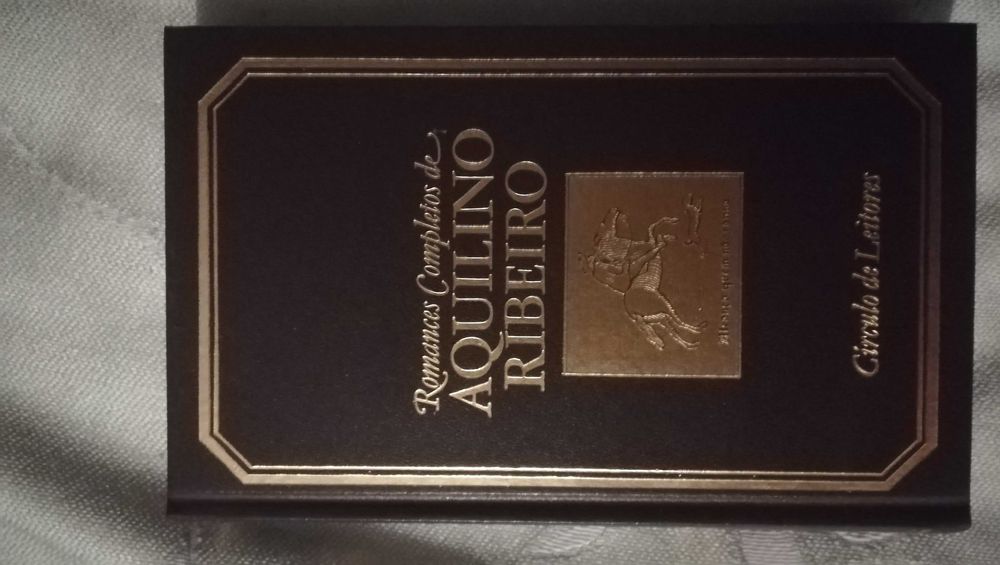 Romances Completos de
AQUILINO
RIBEIRO
Círculo de Leitores